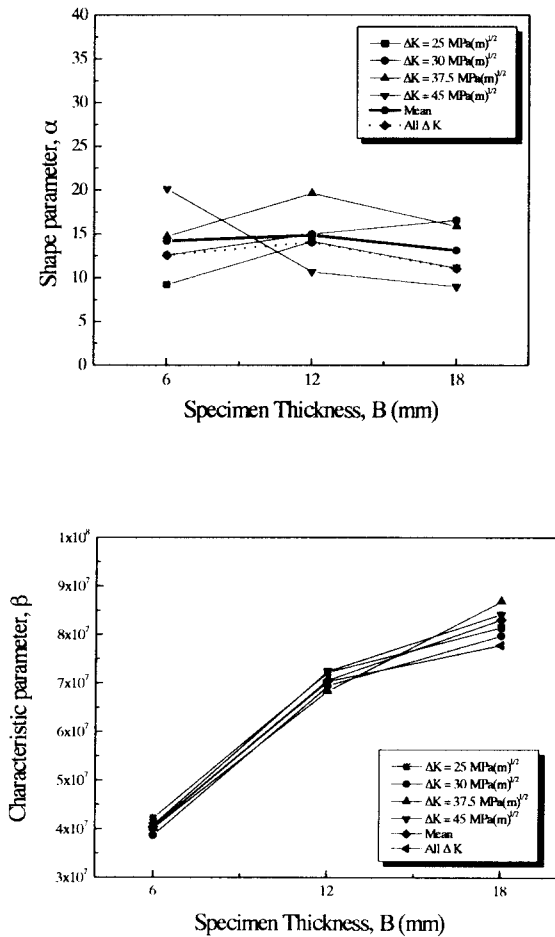 40
35
30
25
20
15
10
5
0
Shape parameter, α
ΔK = 25 MPa(m)^1/2
ΔK = 30 MPa(m)^1/2
ΔK = 37.5 MPa(m)^1/2
ΔK = 45 MPa(m)^1/2
Mean
All Δ K
6 12 18
Specimen Thickness, B (mm)
1x10^8
9x10^7
8x10^7
7x10^7
6x10^7
5x10^7
4x10^7
3x10^7
Characteristic parameter, β
ΔK = 25 MPa(m)^1/2
ΔK = 30 MPa(m)^1/2
ΔK = 37.5 MPa(m)^1/2
ΔK = 45 MPa(m)^1/2
Mean
All Δ K
6 12 18
Specimen Thickness, B (mm)